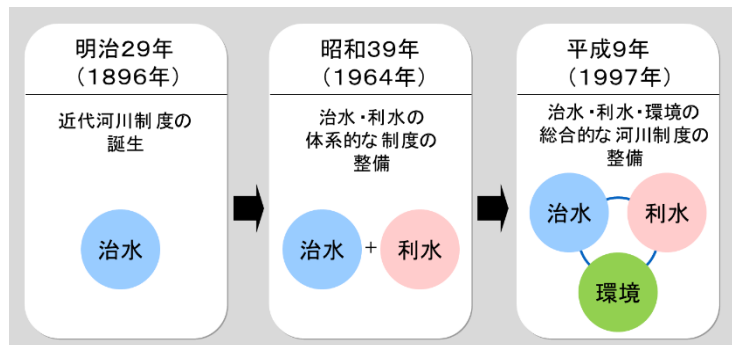 明治29年
（1896年）
近代河川制度の
誕生
治水
昭和39年
（1964年）
治水・利水の
体系的な制度の
整備
治水
+
利水
平成9年
（1997年）
治水・利水・環境の
総合的な河川制度の
整備
治水
利水
環境